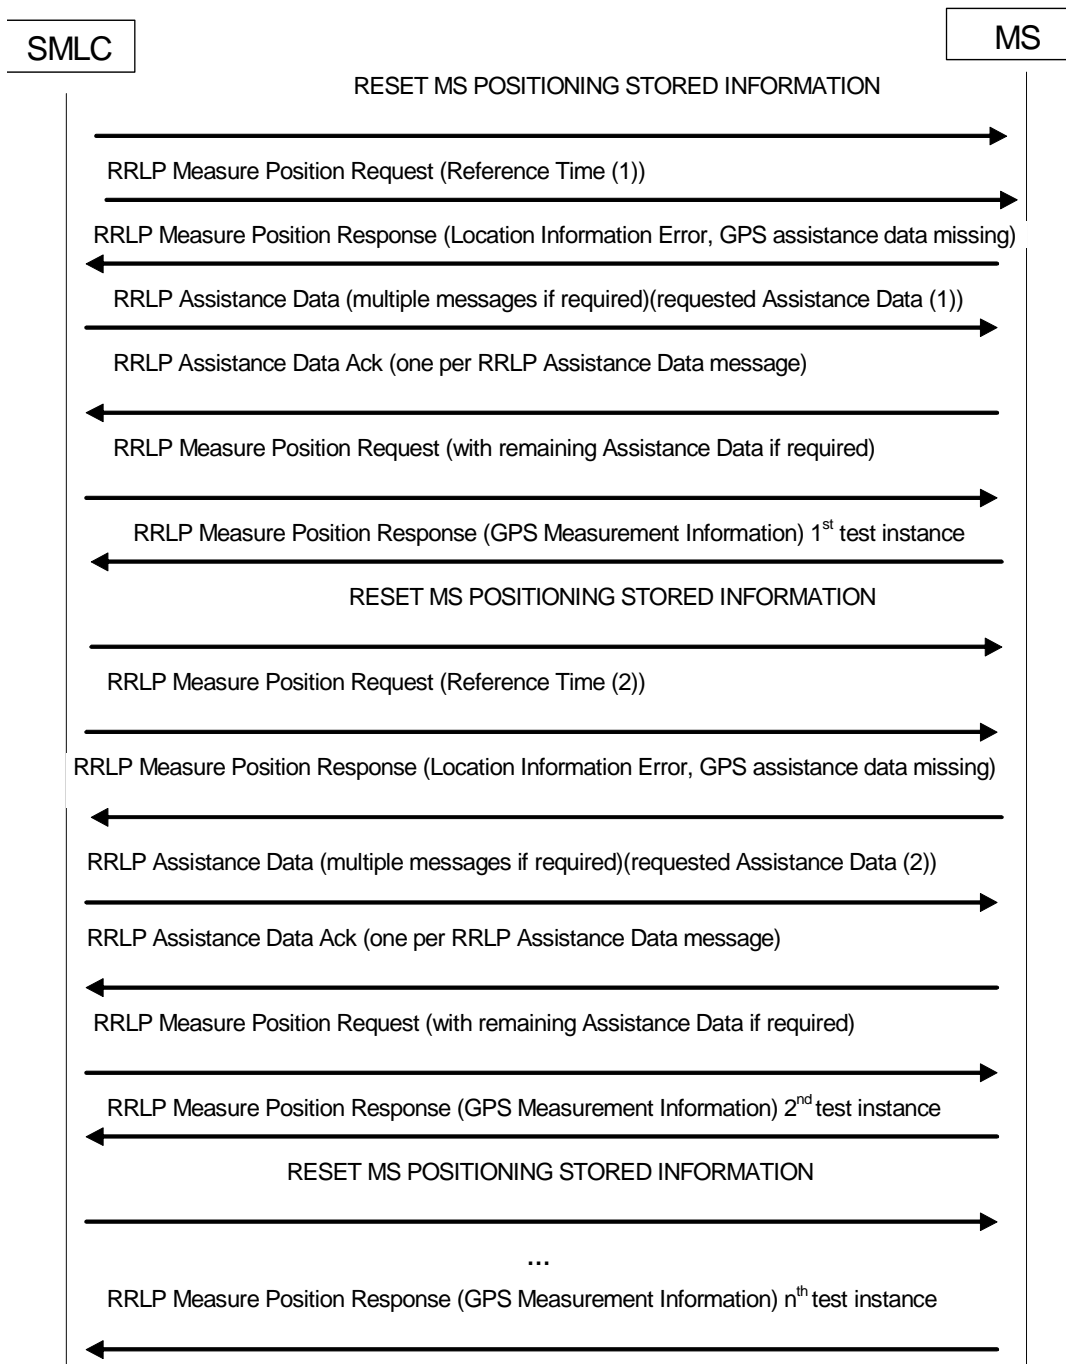 SMLC
MS
RESET MS POSITIONING STORED INFORMATION
RRLP Measure Position Request (Reference Time (1))
RRLP Measure Position Response (Location Information Error, GPS assistance data missing)
RRLP Assistance Data (multiple messages if required)(requested Assistance Data (1))
RRLP Assistance Data Ack (one per RRLP Assistance Data message)
RRLP Measure Position Request (with remaining Assistance Data if required)
RRLP Measure Position Response (GPS Measurement Information) 1st test instance
RESET MS POSITIONING STORED INFORMATION
RRLP Measure Position Request (Reference Time (2))
RRLP Measure Position Response (Location Information Error, GPS assistance data missing)
RRLP Assistance Data (multiple messages if required)(requested Assistance Data (2))
RRLP Assistance Data Ack (one per RRLP Assistance Data message)
RRLP Measure Position Request (with remaining Assistance Data if required)
RRLP Measure Position Response (GPS Measurement Information) 2nd test instance
RESET MS POSITIONING STORED INFORMATION
...
RRLP Measure Position Response (GPS Measurement Information) nth test instance